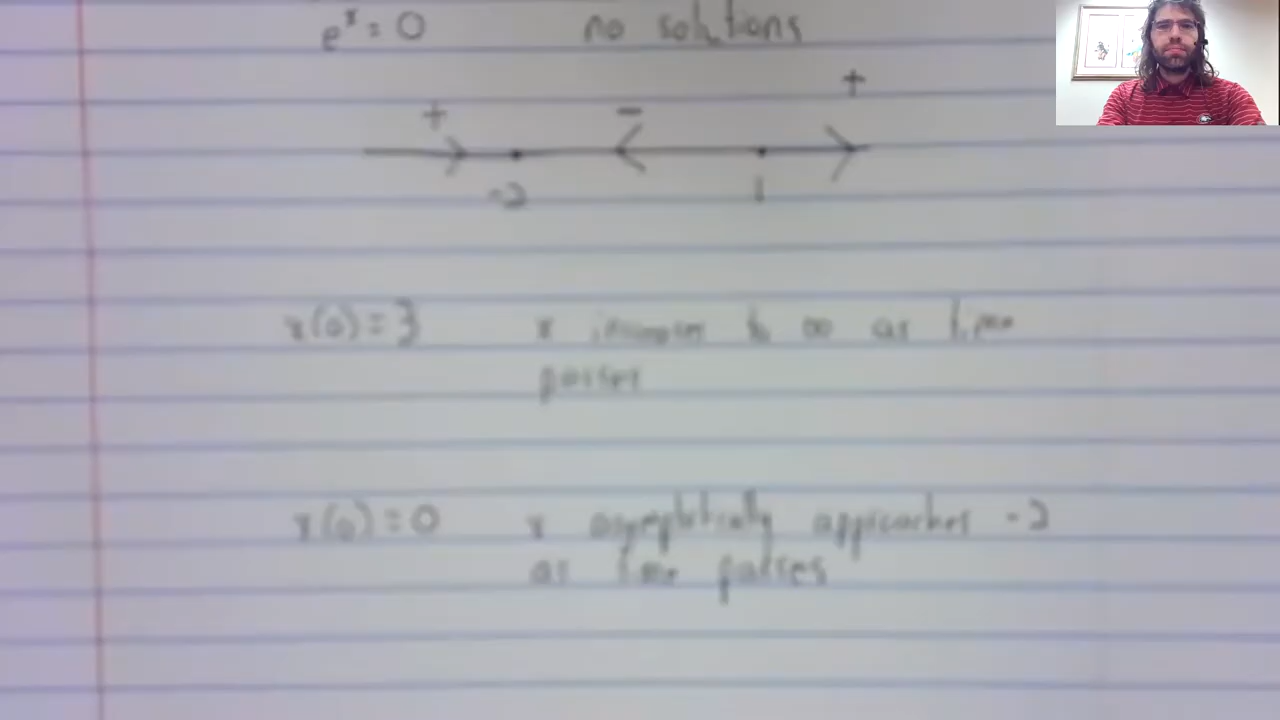 e^x = 0 no solutions
+ - +
-2 1
x(0) = 3 x increases to ∞ as time
passes
x(0) = 0 x asymptotically approaches -2
as time passes